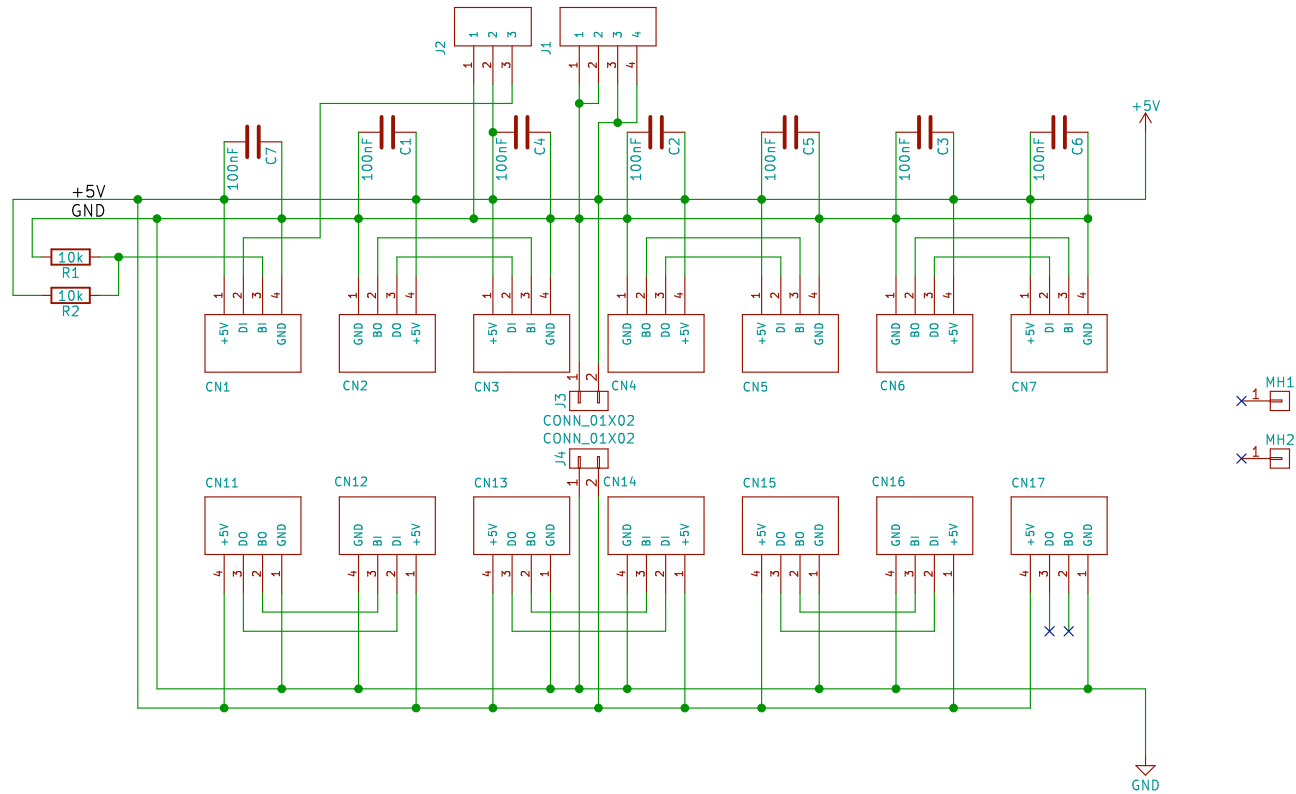 J2
1 2 3
1 2 3
J1
1 2 3 4
1 2 3 4
+5V
100nF C7
100nF C1
100nF C4
100nF C2
100nF C5
100nF C3
100nF C6
+5V
GND
10k
R1
10k
R2
1 2 3 4
+5V DI BI GND
CN1
1 2 3 4
GND BO DO +5V
CN2
1 2 3 4
+5V DI BI GND
CN3
1 2 3 4
GND BO DO +5V
CN4
1 2 3 4
+5V DI BI GND
CN5
1 2 3 4
GND BO DO +5V
CN6
1 2 3 4
+5V DI BI GND
CN7
1 2
J3
CONN_01X02
CONN_01X02
J4
1 2
MH1
1
MH2
1
CN11
+5V DO BO GND
4 3 2 1
CN12
GND BI DI +5V
4 3 2 1
CN13
+5V DO BO GND
4 3 2 1
CN14
GND BI DI +5V
4 3 2 1
CN15
+5V DO BO GND
4 3 2 1
CN16
GND BI DI +5V
4 3 2 1
CN17
+5V DO BO GND
4 3 2 1
GND